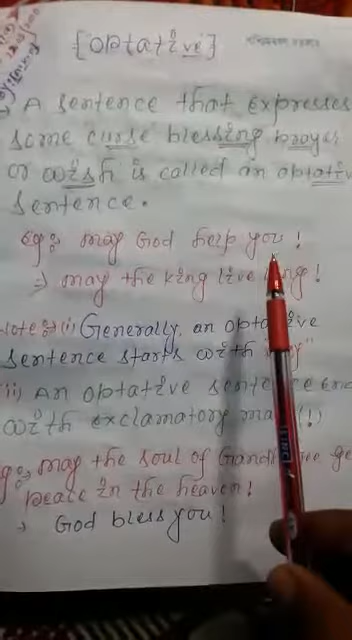 {optative}
→ A sentence that expresses
some curse blessing prayer
or wish is called an optative
sentence.
eg: may God help you!
⇒ may the king live long!
Note: (i) Generally, an optative
sentence starts with
(ii) An optative sentence end
with exclamatory mark (!)
eg: may the soul of Gandhi
peace in the heaven!
→ God bless you!